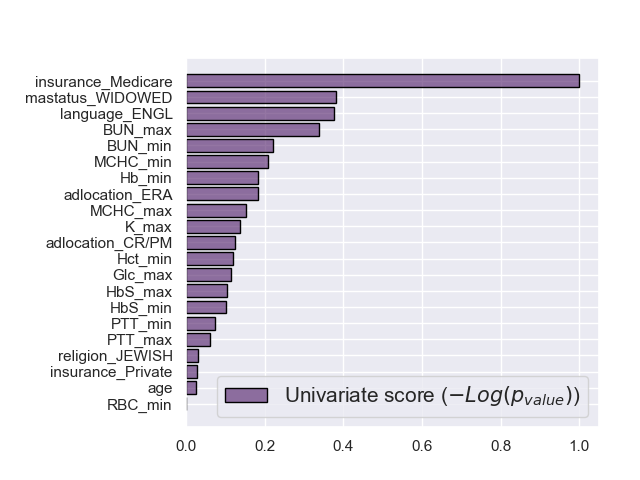 insurance_Medicare
mastatus_WIDOWED
language_ENGL
BUN_max
BUN_min
MCHC_min
Hb_min
adlocation_ERA
MCHC_max
K_max
adlocation_CR/PM
Hct_min
Glc_max
HbS_max
HbS_min
PTT_min
PTT_max
religion_JEWISH
insurance_Private
age
RBC_min
Univariate score (−Log(p_value))
0.0 0.2 0.4 0.6 0.8 1.0